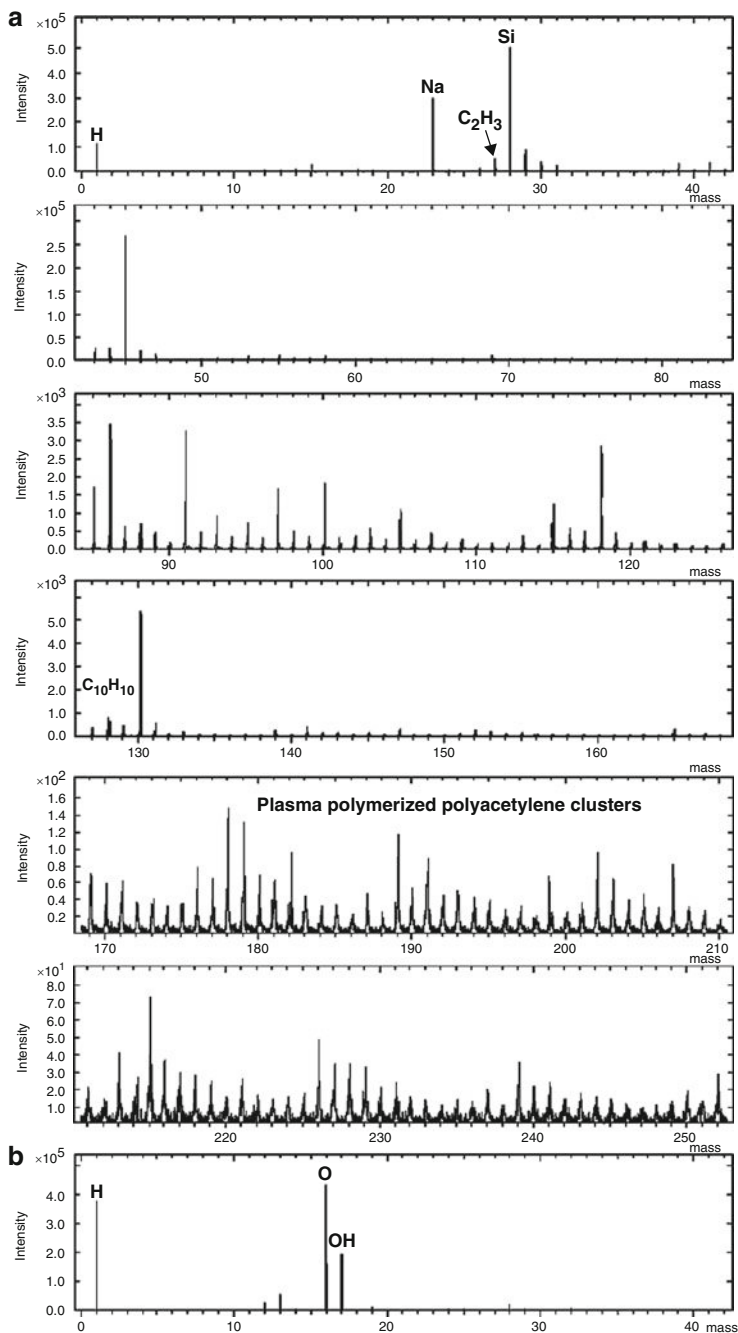 a
×10⁵
5.0
4.0
3.0
2.0
1.0
0.0
Intensity
H
Na
C₂H₃
Si
0 10 20 30 40
mass
×10⁵
2.5
2.0
1.5
1.0
0.5
0.0
Intensity
50 60 70 80
mass
×10³
3.5
3.0
2.5
2.0
1.5
1.0
0.5
0.0
Intensity
90 100 110 120
mass
×10³
5.0
4.0
3.0
2.0
1.0
0.0
Intensity
C₁₀H₁₀
130 140 150 160
mass
×10²
1.6
1.4
1.2
1.0
0.8
0.6
0.4
0.2
Intensity
Plasma polymerized polyacetylene clusters
170 180 190 200 210
mass
×10¹
8.0
7.0
6.0
5.0
4.0
3.0
2.0
1.0
Intensity
220 230 240 250
mass
b
×10⁵
4.0
3.0
2.0
1.0
0.0
Intensity
H
O
OH
0 10 20 30 40 mass